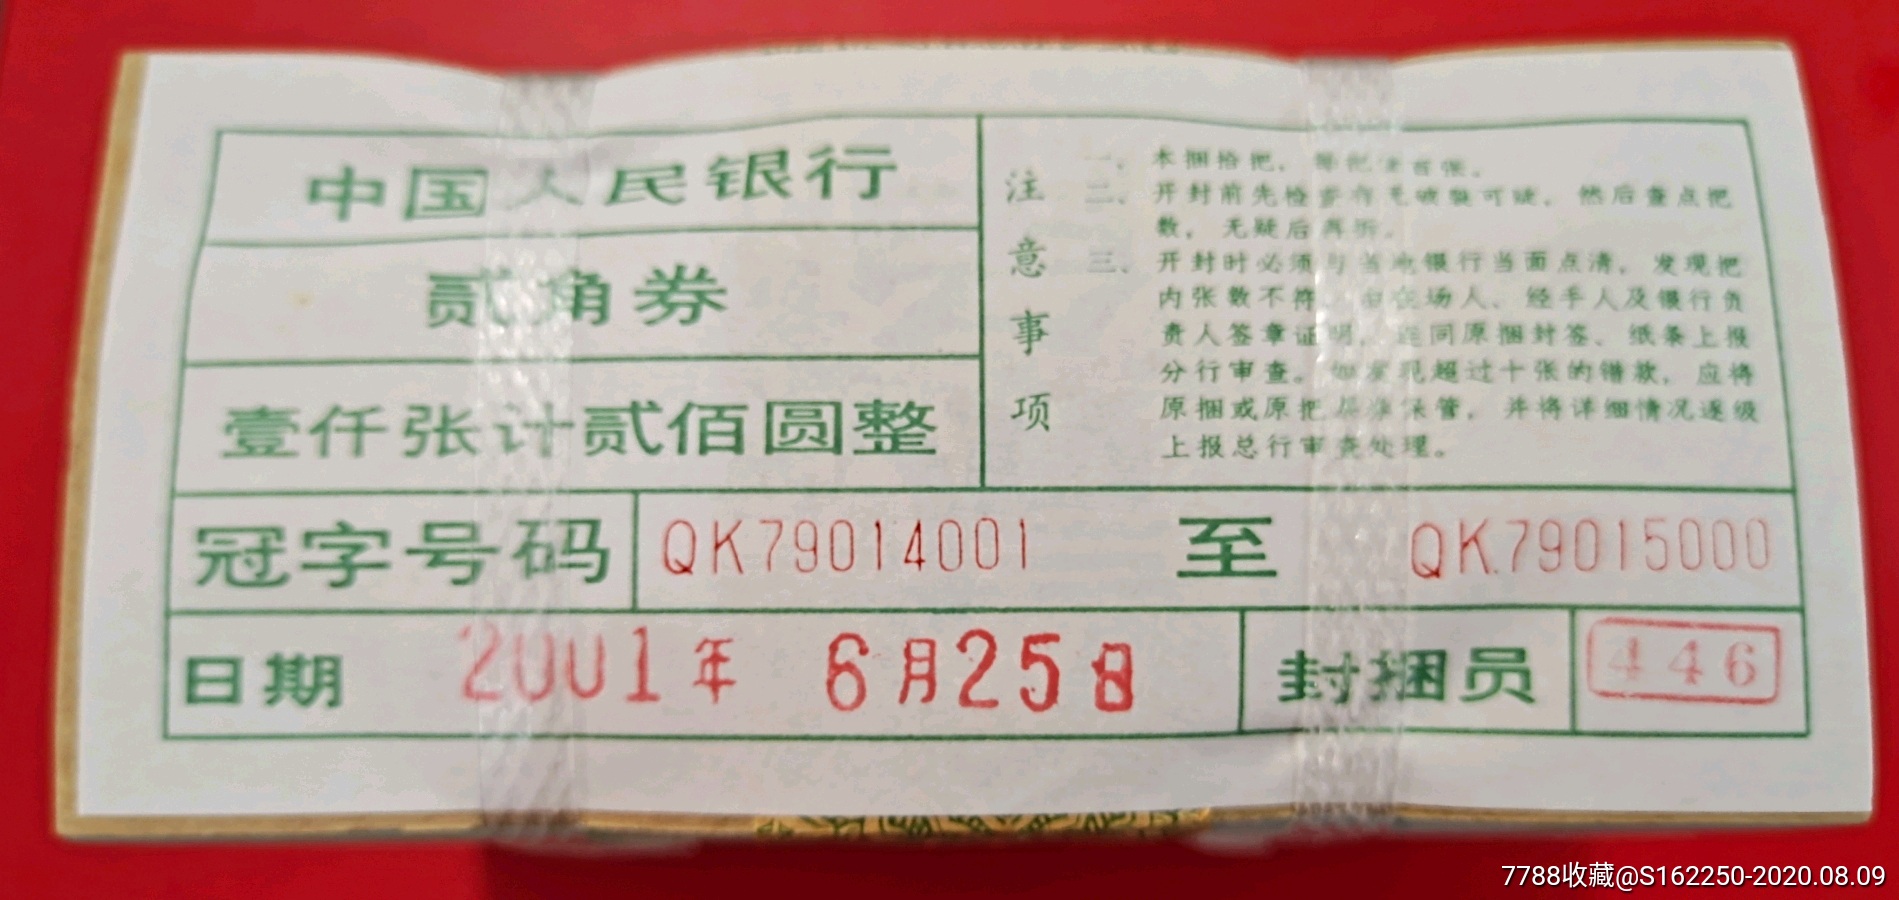 中国人民银行
贰角券
壹仟张计贰佰圆整
注意事项
一、本捆拾把，每把壹百张。
二、开封前先检查有无破裂可疑，然后查点把
数，无疑后再拆。
三、开封时必须与当地银行当面点清，发现把
内张数不符，由在场人、经手人及银行负
责人签章证明，连同原捆封签、纸条上报
分行审查。如发现超过十张的错款，应将
原捆或原把保管，并将详细情况逐级
上报总行审查处理。
冠字号码 QK79014001 至 QK79015000
日期 2001年 6月25日 封捆员 446
7788收藏@S162250-2020.08.09